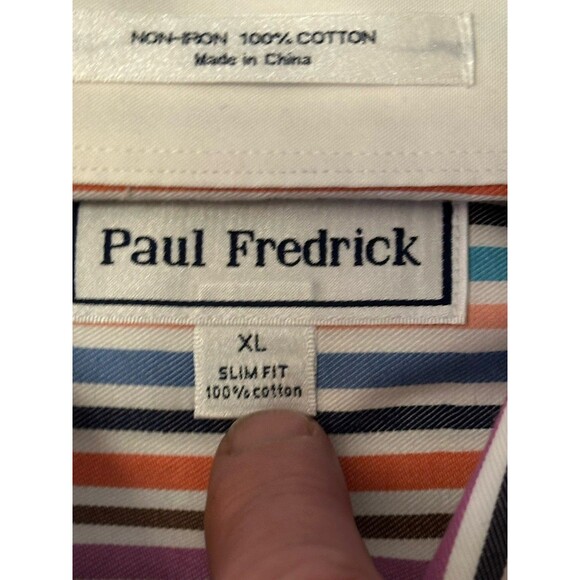 NON-IRON 100% COTTON
Made in China
Paul Fredrick
XL
SLIM FIT
100% cotton